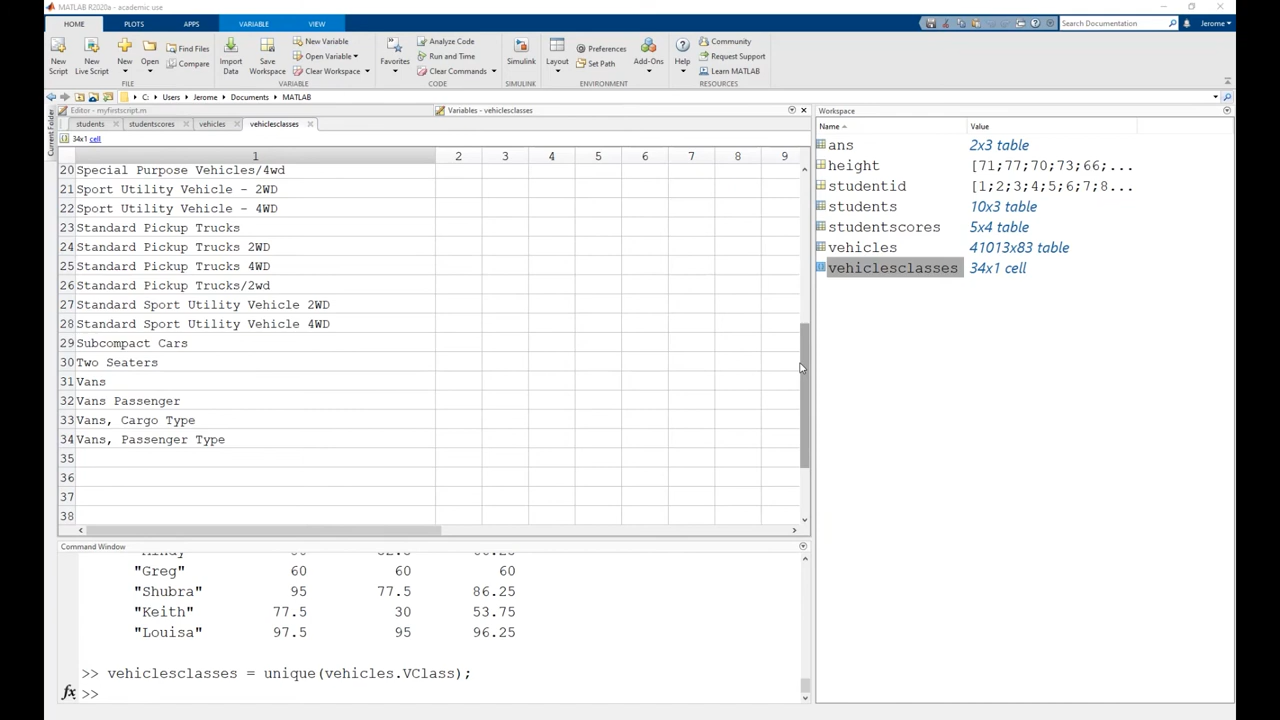 MATLAB R2020a - academic use
HOME PLOTS APPS VARIABLE VIEW Search Documentation Jerome
New Script
New Live Script
New
Open
Find Files
Compare
FILE
Import Data
Save Workspace
New Variable
Open Variable
Clear Workspace
VARIABLE
Favorites
Analyze Code
Run and Time
Clear Commands
CODE
Simulink
SIMULINK
Layout
Preferences
Set Path
Add-Ons
ENVIRONMENT
Help
Community
Request Support
Learn MATLAB
RESOURCES
C: Users Jerome Documents MATLAB
Current Folder
Editor - myfirstscript.m Variables - vehiclesclasses
students studentscores vehicles vehiclesclasses
34x1 cell
1 2 3 4 5 6 7 8 9
20 Special Purpose Vehicles/4wd
21 Sport Utility Vehicle - 2WD
22 Sport Utility Vehicle - 4WD
23 Standard Pickup Trucks
24 Standard Pickup Trucks 2WD
25 Standard Pickup Trucks 4WD
26 Standard Pickup Trucks/2wd
27 Standard Sport Utility Vehicle 2WD
28 Standard Sport Utility Vehicle 4WD
29 Subcompact Cars
30 Two Seaters
31 Vans
32 Vans Passenger
33 Vans, Cargo Type
34 Vans, Passenger Type
35
36
37
38
Command Window
"Greg" 60 60 60
"Shubra" 95 77.5 86.25
"Keith" 77.5 30 53.75
"Louisa" 97.5 95 96.25
>> vehiclesclasses = unique(vehicles.VClass);
fx >>
Workspace
Name Value
ans 2x3 table
height [71;77;70;73;66;...
studentid [1;2;3;4;5;6;7;8...
students 10x3 table
studentscores 5x4 table
vehicles 41013x83 table
vehiclesclasses 34x1 cell